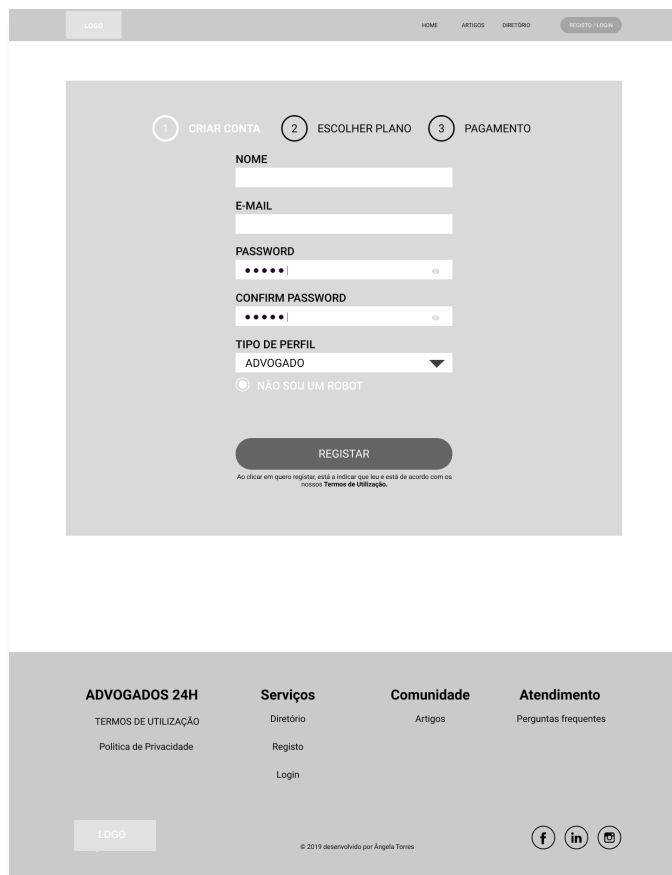 LOGO
HOME ARTIGOS DIRETÓRIO REGISTO / LOGIN
1 CRIAR CONTA 2 ESCOLHER PLANO 3 PAGAMENTO
NOME
E-MAIL
PASSWORD
CONFIRM PASSWORD
TIPO DE PERFIL
ADVOGADO
NÃO SOU UM ROBOT
REGISTAR
Ao clicar em quero registar, está a indicar que leu e está de acordo com os
nossos Termos de Utilização.
ADVOGADOS 24H
TERMOS DE UTILIZAÇÃO
Politica de Privacidade
Serviços
Diretório
Registo
Login
Comunidade
Artigos
Atendimento
Perguntas frequentes
LOGO
© 2019 desenvolvido por Ângela Torres
f in